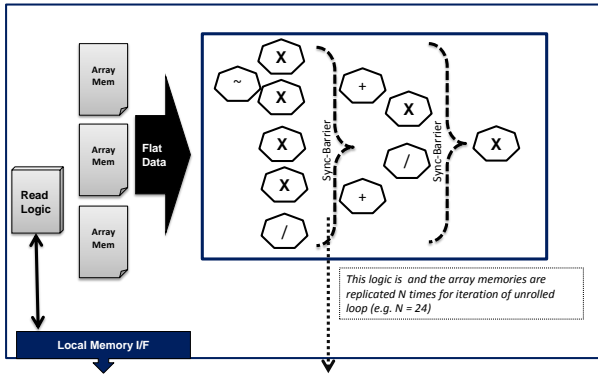 Array
Mem
Array
Mem
Array
Mem
Read
Logic
Flat
Data
~
X
X
X
X
/
Sync-Barrier
+
+
X
/
Sync-Barrier
X
This logic is and the array memories are
replicated N times for iteration of unrolled
loop (e.g. N = 24)
Local Memory I/F